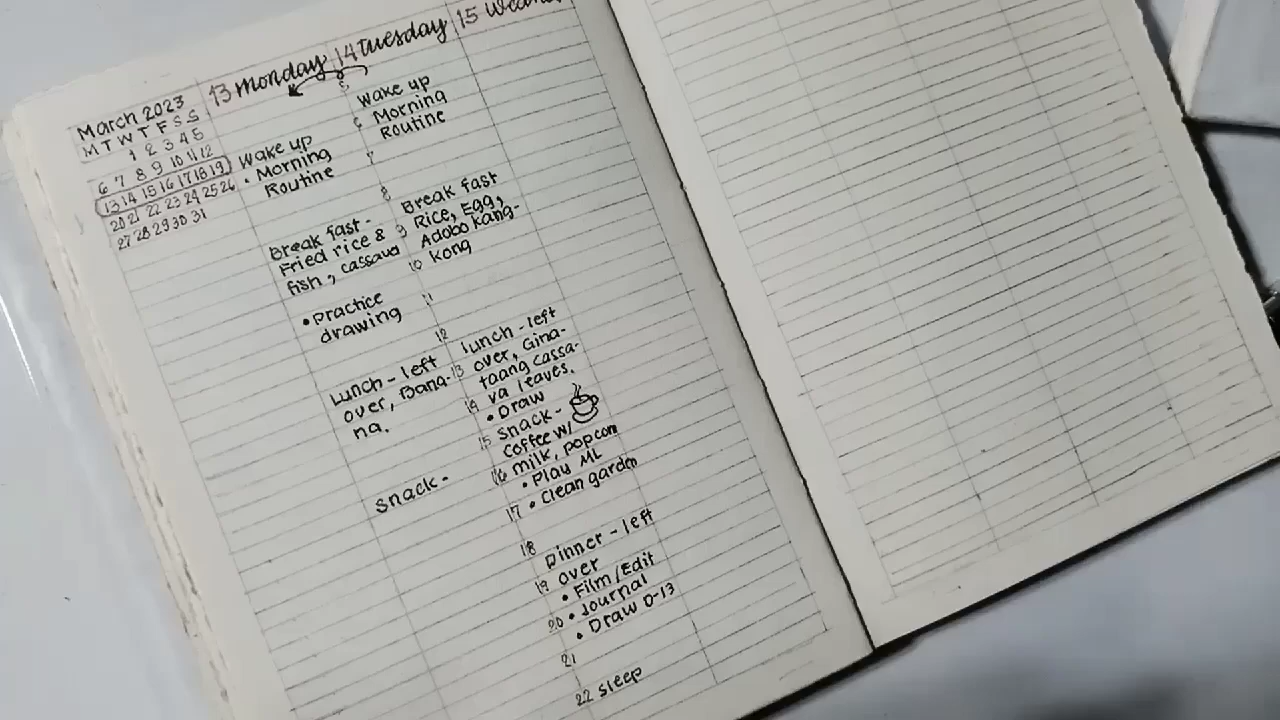 March 2023
M T W T F S S
1 2 3 4 5
6 7 8 9 10 11 12
13 14 15 16 17 18 19
20 21 22 23 24 25 26
27 28 29 30 31
13 Monday
Wake up
• Morning
Routine
Break fast -
Fried rice &
fish, cassava
• Practice
drawing
Lunch - left
over, Bana-
na.
Snack -
14 Tuesday
5
6
7
8
9
10
11
12
13
14
15
16
17
18
19
20
21
22
Wake up
• Morning
Routine
Break fast
Rice, Egg,
Adobo kang-
kong
Lunch - left
over, Gina-
taang cassa-
va leaves.
• Draw
Snack -
coffee w/
milk, popcorn
• Play ML
• Clean garden
Dinner - left
over
• Film/Edit
• Journal
• Draw D-13
sleep
15